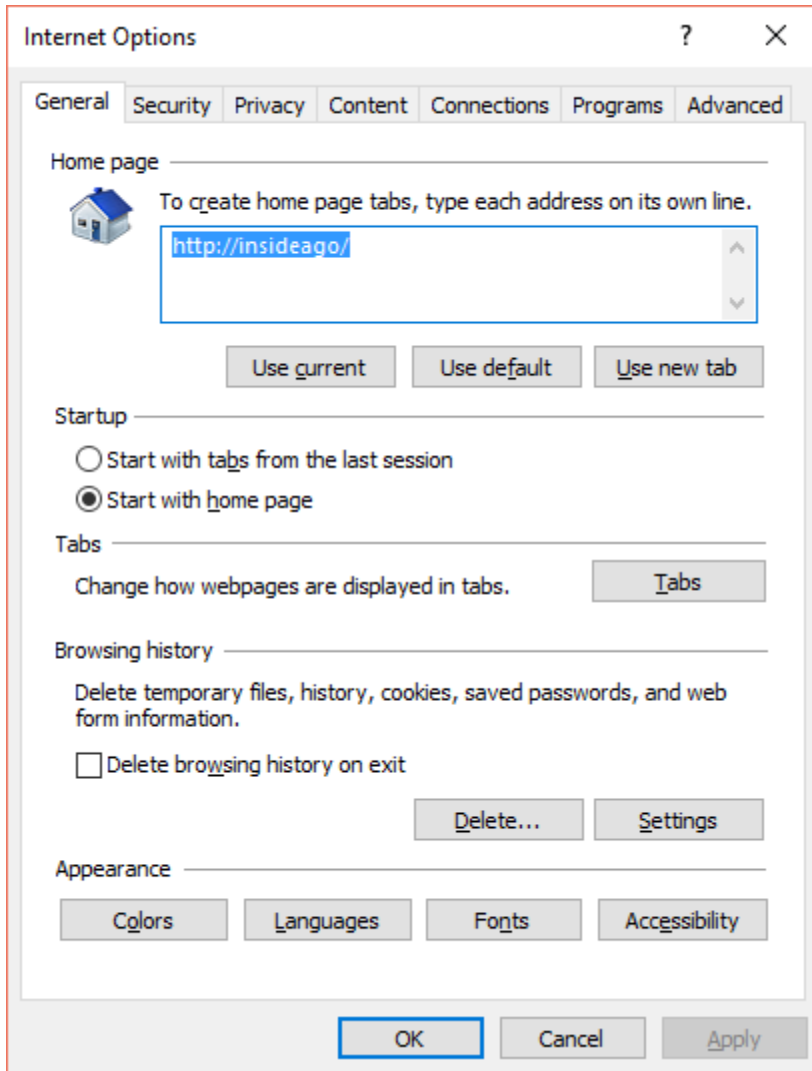 Internet Options ? X
General Security Privacy Content Connections Programs Advanced
Home page
To create home page tabs, type each address on its own line.
http://insideago/
Use current Use default Use new tab
Startup
Start with tabs from the last session
Start with home page
Tabs
Change how webpages are displayed in tabs. Tabs
Browsing history
Delete temporary files, history, cookies, saved passwords, and web
form information.
Delete browsing history on exit
Delete... Settings
Appearance
Colors Languages Fonts Accessibility
OK Cancel Apply